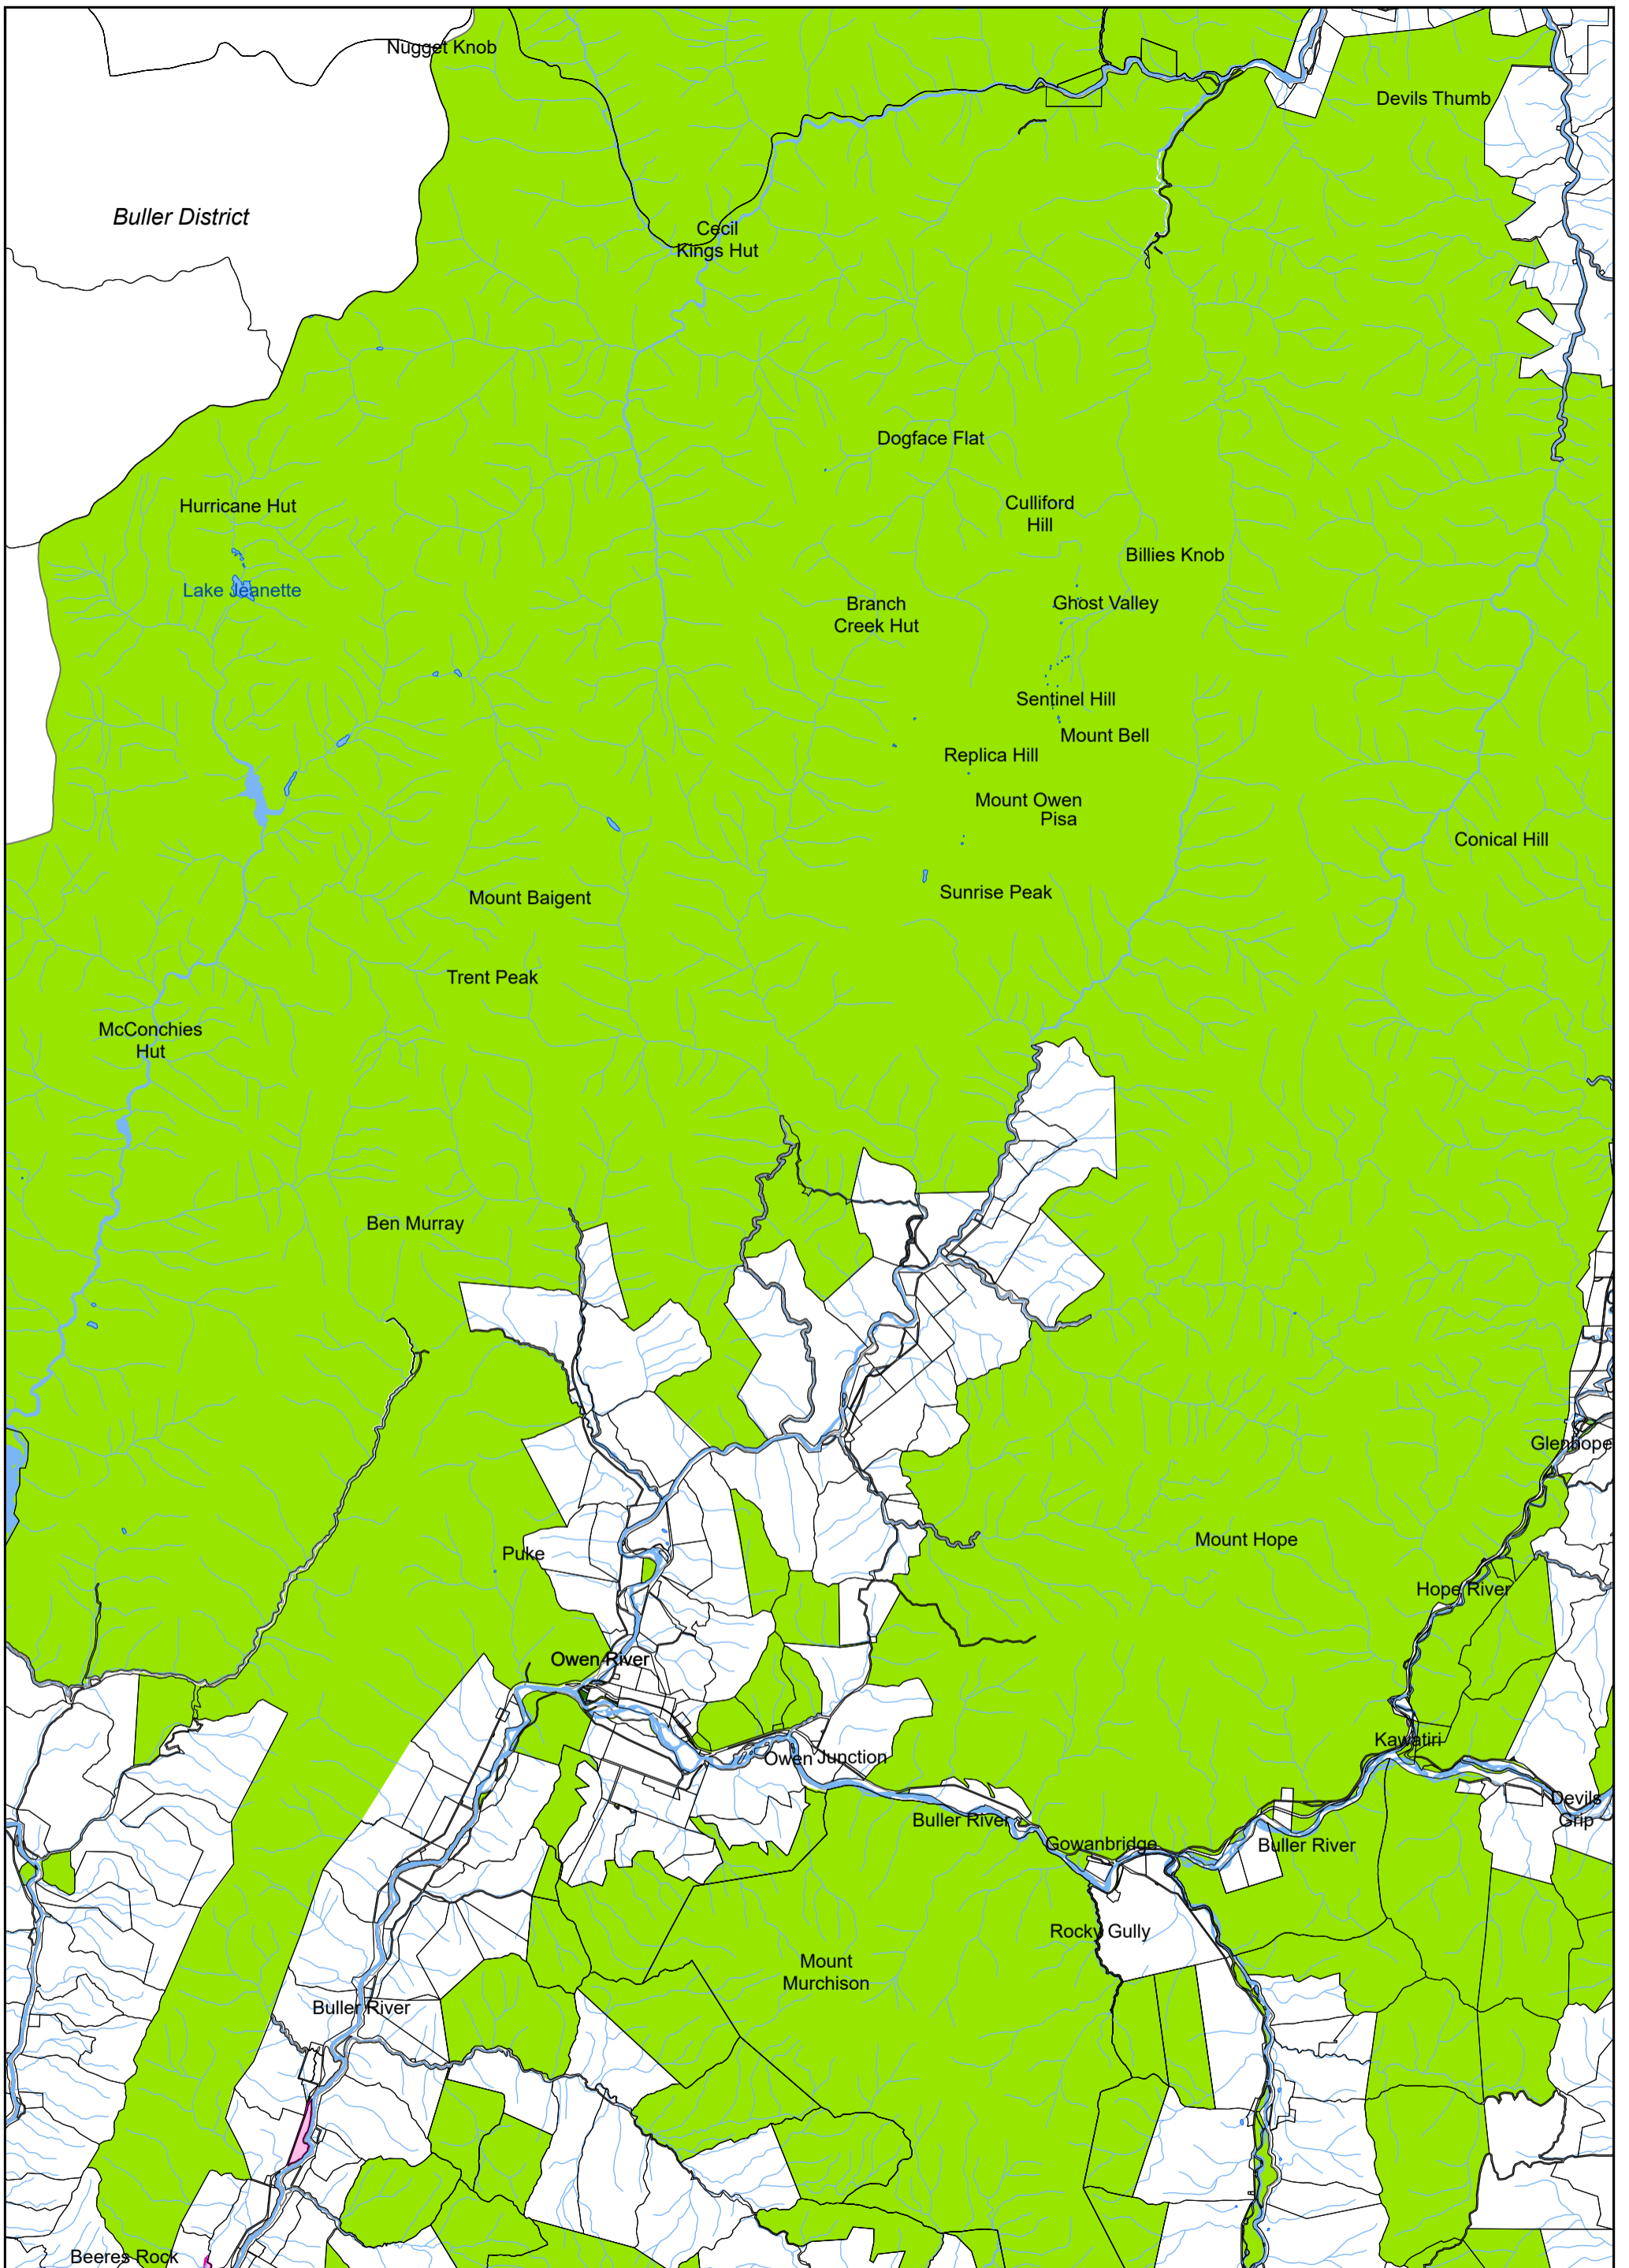 Nugget Knob
Devils Thumb
Buller District
Cecil
Kings Hut
Dogface Flat
Hurricane Hut
Culliford
Hill
Billies Knob
Lake Jeanette
Branch
Creek Hut
Ghost Valley
Sentinel Hill
Mount Bell
Replica Hill
Mount Owen
Pisa
Conical Hill
Sunrise Peak
Mount Baigent
Trent Peak
McConchies
Hut
Ben Murray
Glenhope
Mount Hope
Puke
Hope River
Owen River
Kawatiri
Owen Junction
Devils
Grip
Buller River
Gowanbridge
Buller River
Rocky Gully
Mount
Murchison
Buller River
Beeres Rock